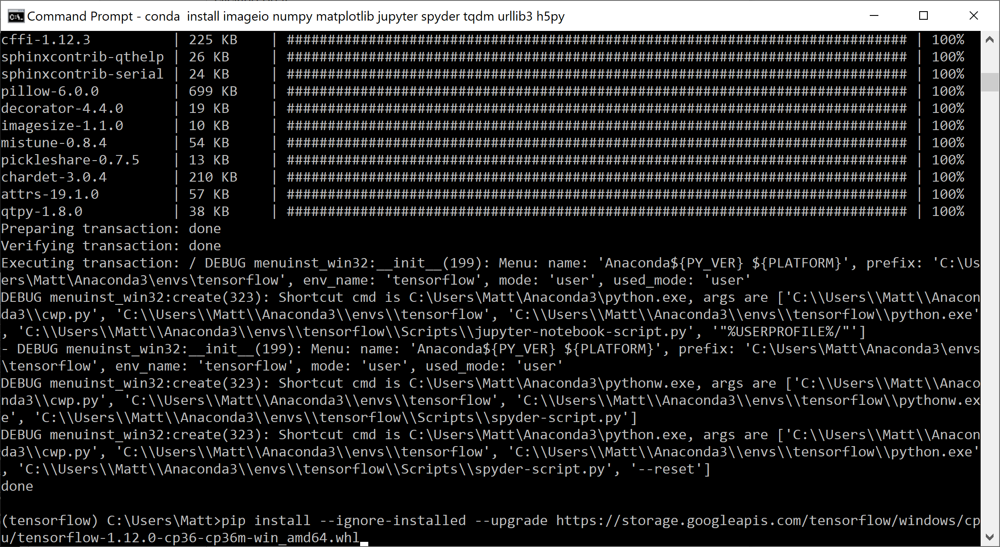 Command Prompt - conda  install imageio numpy matplotlib jupyter spyder tqdm urllib3 h5py
cffi-1.12.3          | 225 KB    | ############################################################################ | 100%
sphinxcontrib-qthelp | 26 KB     | ############################################################################ | 100%
sphinxcontrib-serial | 24 KB     | ############################################################################ | 100%
pillow-6.0.0         | 699 KB    | ############################################################################ | 100%
decorator-4.4.0      | 19 KB     | ############################################################################ | 100%
imagesize-1.1.0      | 10 KB     | ############################################################################ | 100%
mistune-0.8.4        | 54 KB     | ############################################################################ | 100%
pickleshare-0.7.5    | 13 KB     | ############################################################################ | 100%
chardet-3.0.4        | 210 KB    | ############################################################################ | 100%
attrs-19.1.0         | 57 KB     | ############################################################################ | 100%
qtpy-1.8.0           | 38 KB     | ############################################################################ | 100%
Preparing transaction: done
Verifying transaction: done
Executing transaction: / DEBUG menuinst_win32:__init__(199): Menu: name: 'Anaconda${PY_VER} ${PLATFORM}', prefix: 'C:\Us
ers\Matt\Anaconda3\envs\tensorflow', env_name: 'tensorflow', mode: 'user', used_mode: 'user'
DEBUG menuinst_win32:create(323): Shortcut cmd is C:\Users\Matt\Anaconda3\python.exe, args are ['C:\\Users\\Matt\\Anacon
da3\\cwp.py', 'C:\\Users\\Matt\\Anaconda3\\envs\\tensorflow', 'C:\\Users\\Matt\\Anaconda3\\envs\\tensorflow\\python.exe'
, 'C:\\Users\\Matt\\Anaconda3\\envs\\tensorflow\\Scripts\\jupyter-notebook-script.py', '"%USERPROFILE%/"']
- DEBUG menuinst_win32:__init__(199): Menu: name: 'Anaconda${PY_VER} ${PLATFORM}', prefix: 'C:\Users\Matt\Anaconda3\envs
\tensorflow', env_name: 'tensorflow', mode: 'user', used_mode: 'user'
DEBUG menuinst_win32:create(323): Shortcut cmd is C:\Users\Matt\Anaconda3\pythonw.exe, args are ['C:\\Users\\Matt\\Anaco
nda3\\cwp.py', 'C:\\Users\\Matt\\Anaconda3\\envs\\tensorflow', 'C:\\Users\\Matt\\Anaconda3\\envs\\tensorflow\\pythonw.ex
e', 'C:\\Users\\Matt\\Anaconda3\\envs\\tensorflow\\Scripts\\spyder-script.py']
DEBUG menuinst_win32:create(323): Shortcut cmd is C:\Users\Matt\Anaconda3\python.exe, args are ['C:\\Users\\Matt\\Anacon
da3\\cwp.py', 'C:\\Users\\Matt\\Anaconda3\\envs\\tensorflow', 'C:\\Users\\Matt\\Anaconda3\\envs\\tensorflow\\python.exe'
, 'C:\\Users\\Matt\\Anaconda3\\envs\\tensorflow\\Scripts\\spyder-script.py', '--reset']
done
(tensorflow) C:\Users\Matt>pip install --ignore-installed --upgrade https://storage.googleapis.com/tensorflow/windows/cp
u/tensorflow-1.12.0-cp36-cp36m-win_amd64.whl